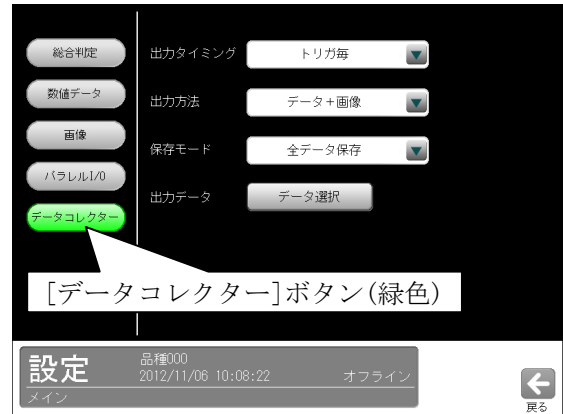 総合判定
出力タイミング
トリガ毎
数値データ
出力方法
データ+画像
画像
保存モード
全データ保存
パラレルI/O
出力データ
データ選択
データコレクター
[データコレクター]ボタン(緑色)
設定
品種000
2012/11/06 10:08:22
オフライン
メイン
戻る